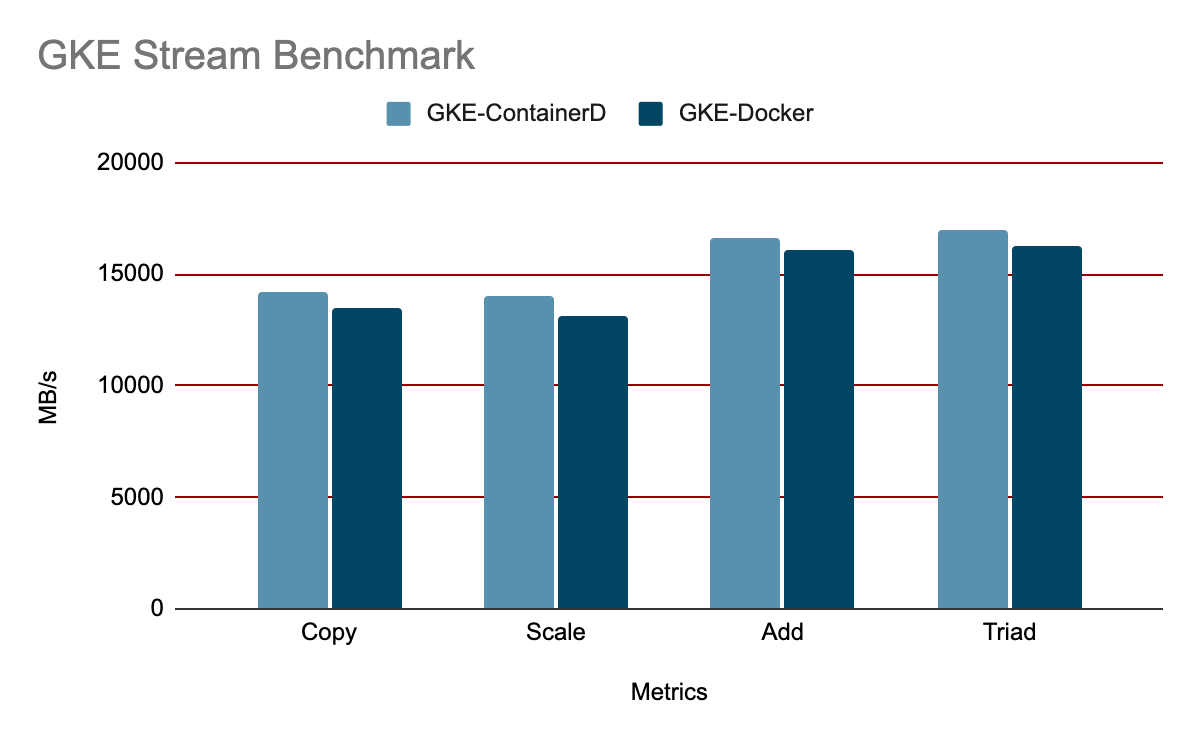 GKE Stream Benchmark
GKE-ContainerD GKE-Docker
20000
15000
10000
5000
0
MB/s
Copy Scale Add Triad
Metrics